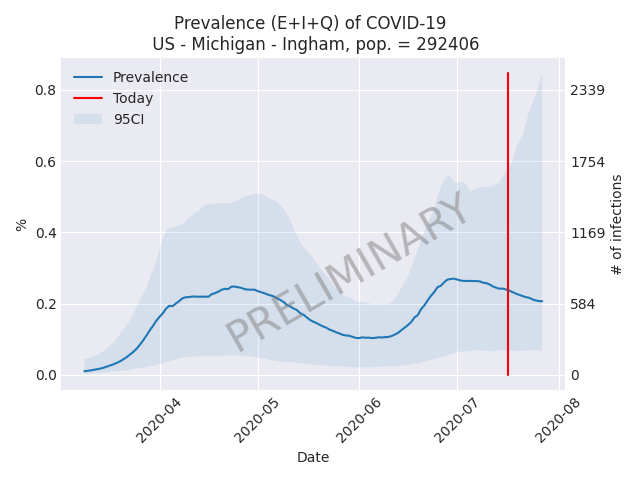 Prevalence (E+I+Q) of COVID-19
US - Michigan - Ingham, pop. = 292406
Prevalence
Today
95CI
PRELIMINARY
%
0.8
0.6
0.4
0.2
0.0
2339
1754
1169
584
0
# of infections
2020-04
2020-05
2020-06
2020-07
2020-08
Date